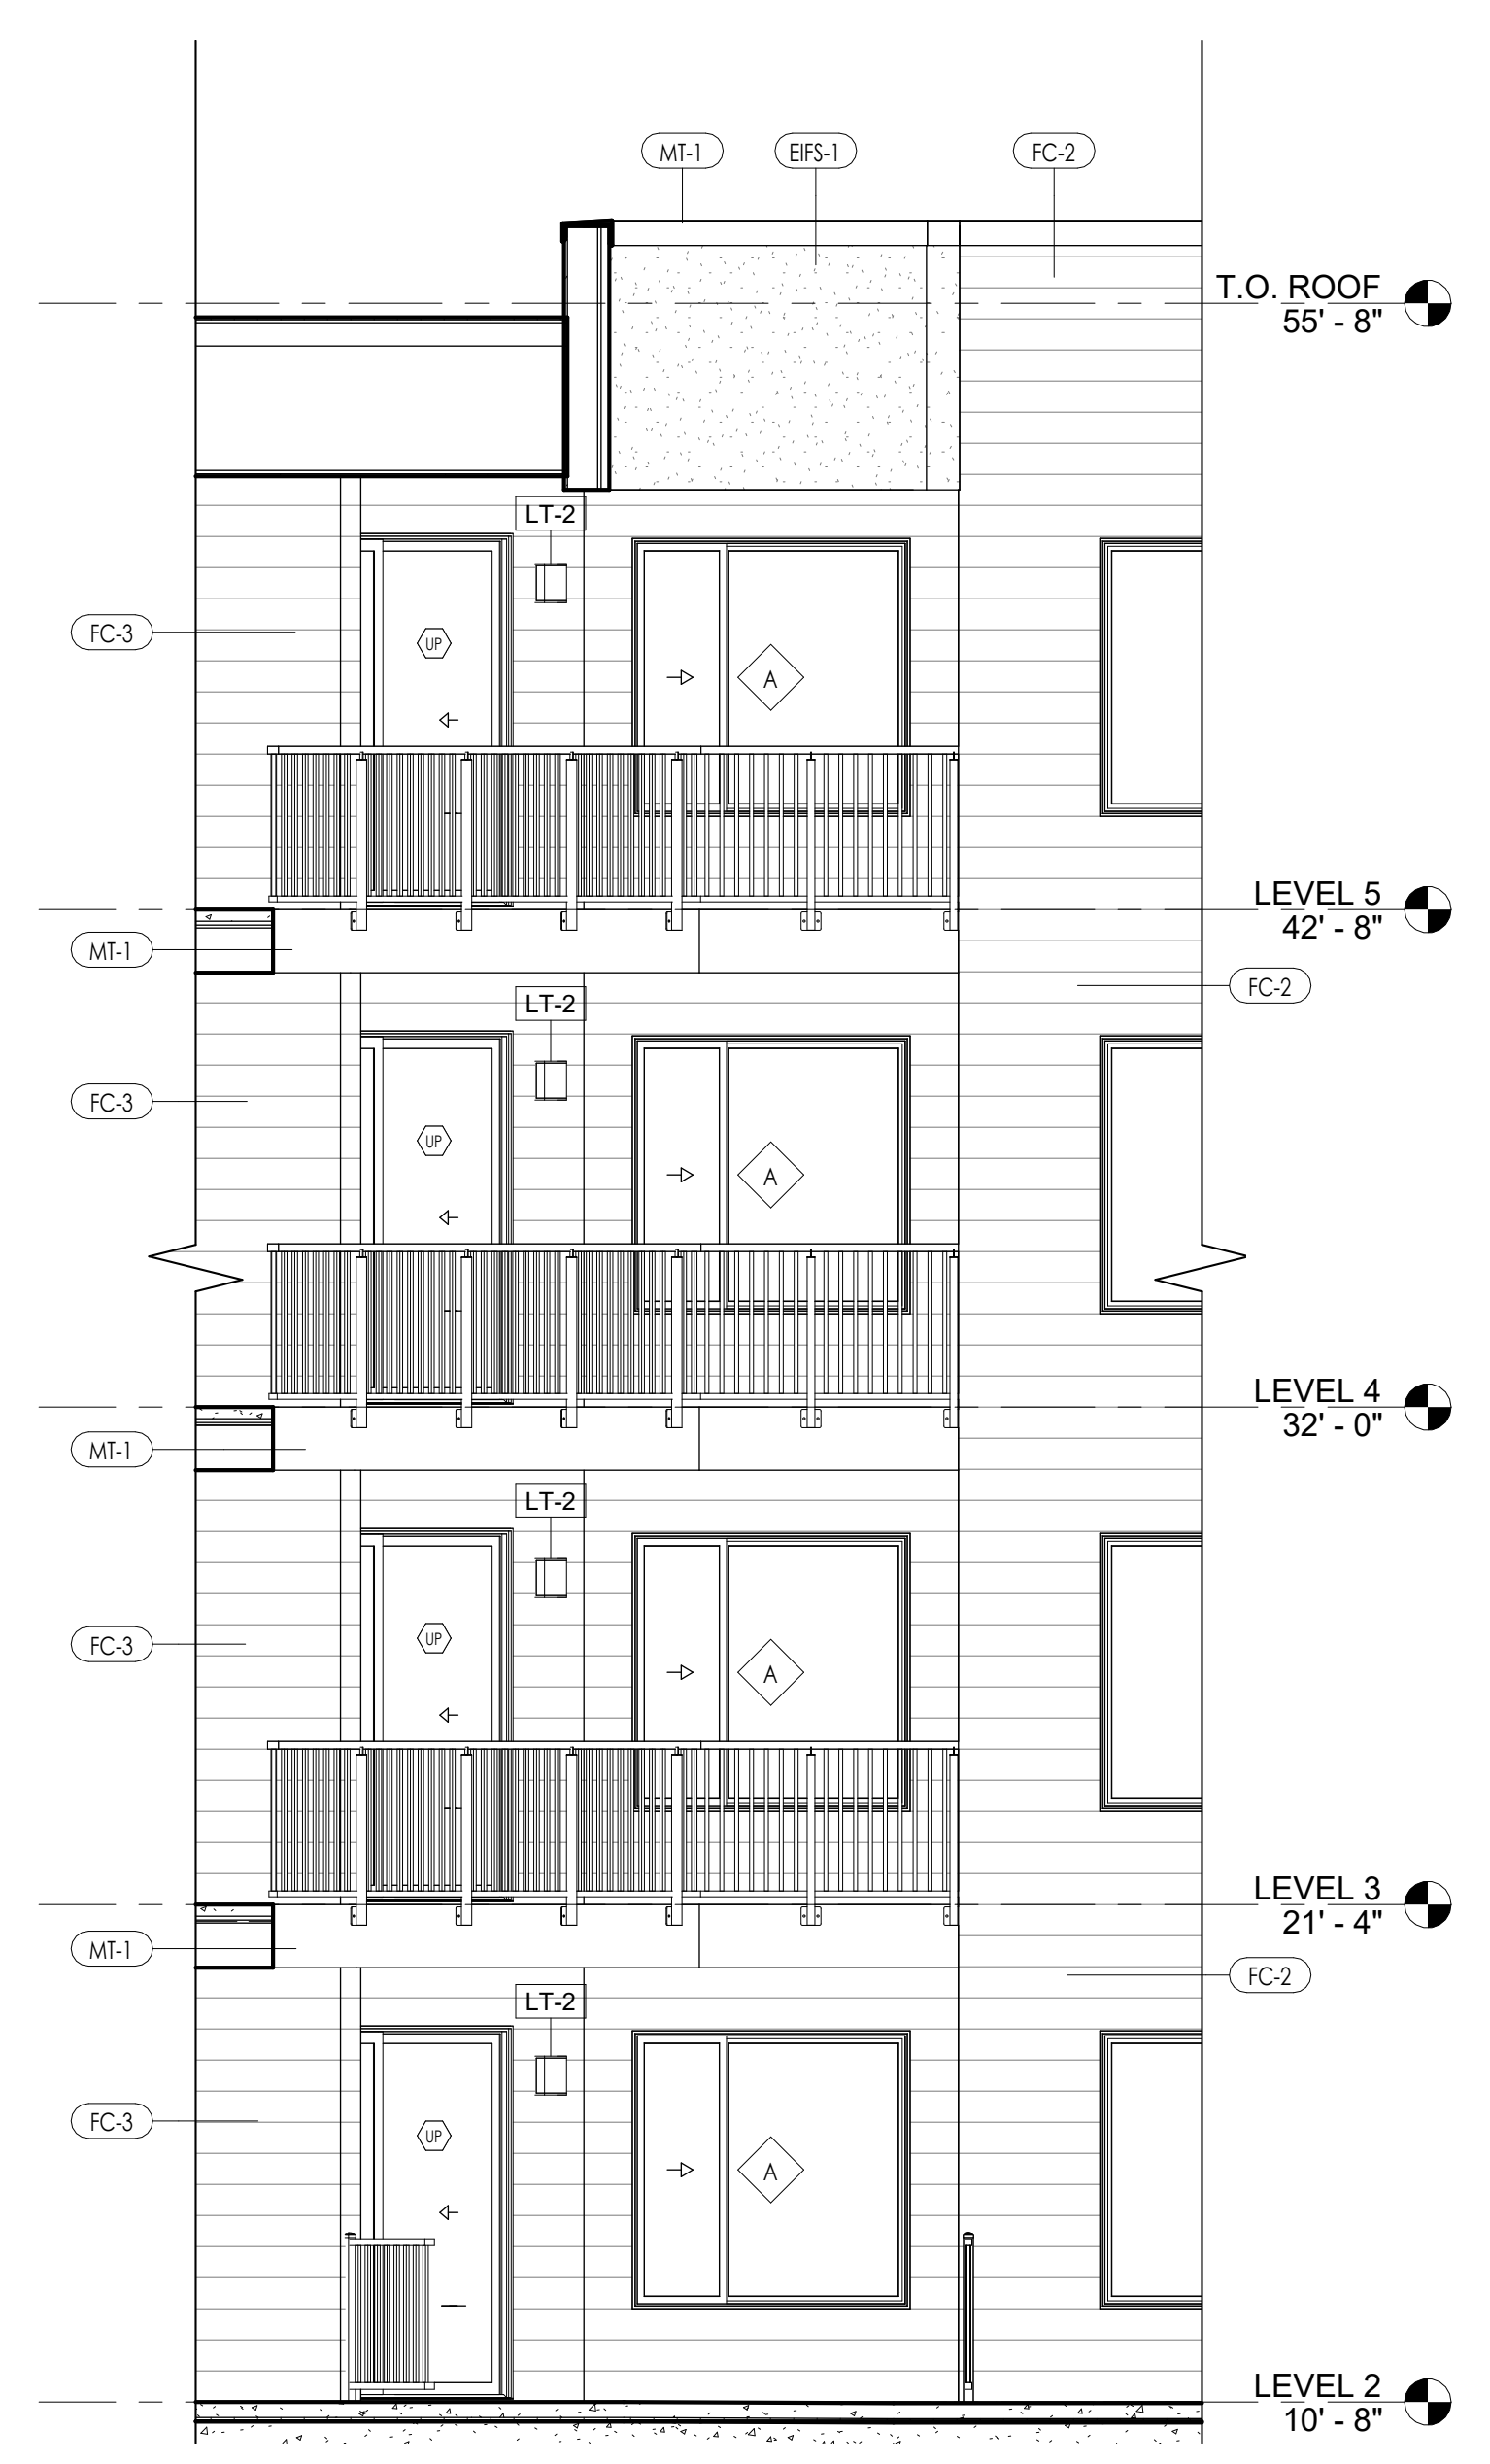 MT-1
EIFS-1
FC-2
T.O. ROOF
55' - 8"
LT-2
FC-3
UP
A
LEVEL 5
42' - 8"
MT-1
FC-2
LT-2
FC-3
UP
A
LEVEL 4
32' - 0"
MT-1
LT-2
FC-3
UP
A
LEVEL 3
21' - 4"
MT-1
FC-2
LT-2
FC-3
UP
A
LEVEL 2
10' - 8"